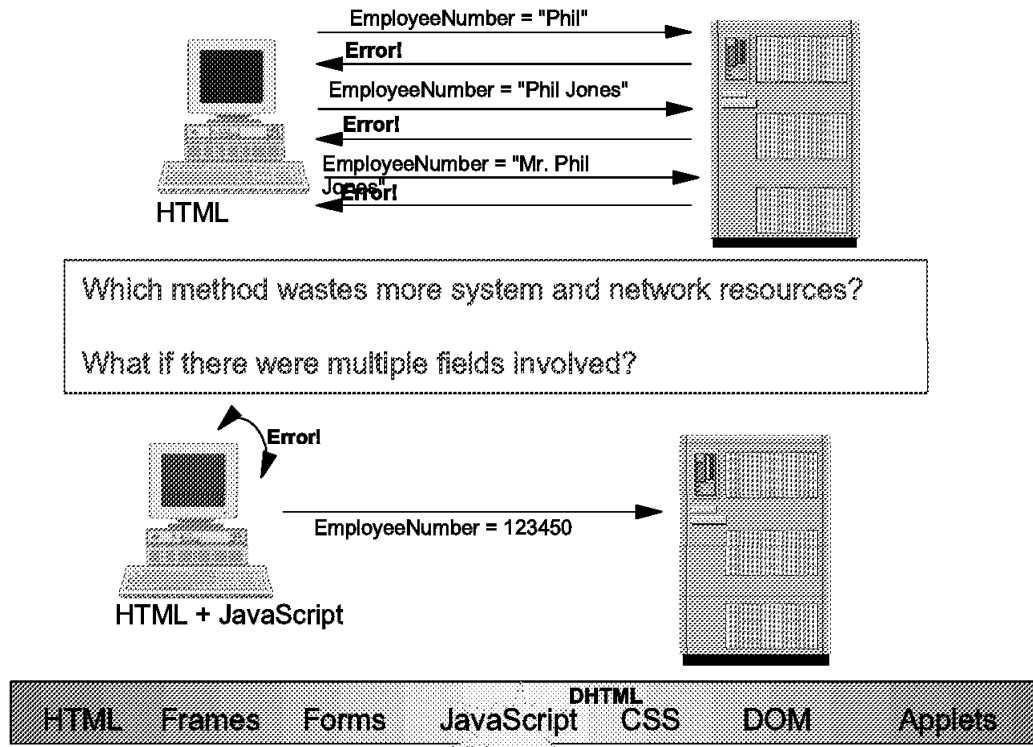 EmployeeNumber = "Phil"
Error!
EmployeeNumber = "Phil Jones"
Error!
EmployeeNumber = "Mr. Phil
Jones"
Error!
HTML
Which method wastes more system and network resources?
What if there were multiple fields involved?
Error!
EmployeeNumber = 123450
HTML + JavaScript
DHTML
HTML Frames Forms JavaScript CSS DOM Applets